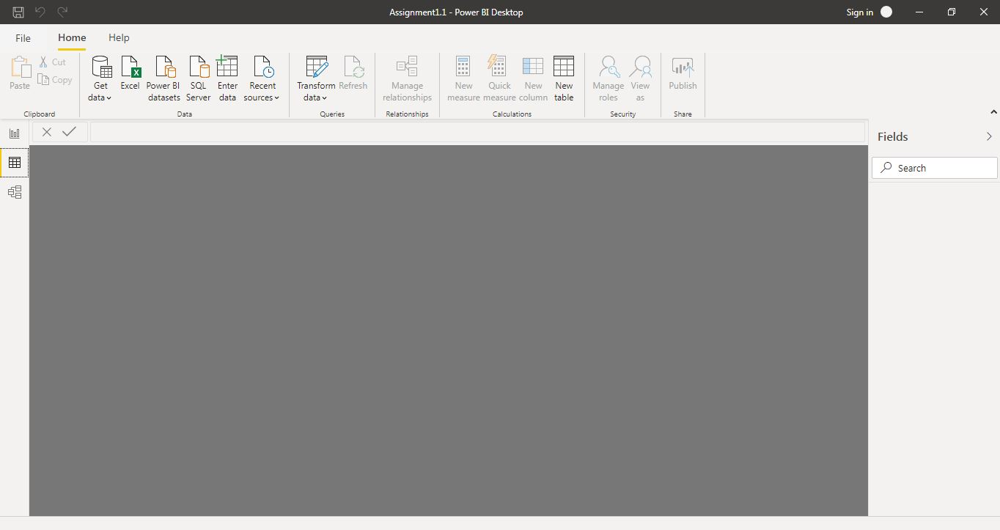 Assignment1.1 - Power BI Desktop
Sign in
File
Home
Help
Paste
Cut
Copy
Clipboard
Get data
Excel
Power BI datasets
SQL Server
Enter data
Recent sources
Data
Transform data
Refresh
Queries
Manage relationships
Relationships
New measure
Quick measure
New column
New table
Calculations
Manage roles
View as
Security
Publish
Share
Fields
Search